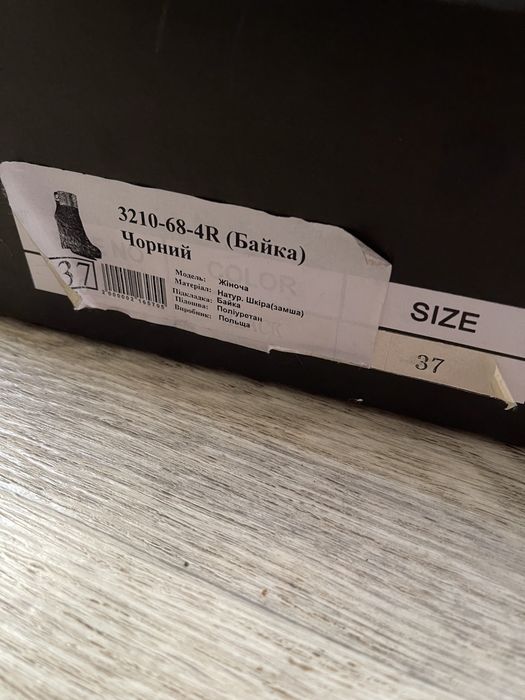 3210-68-4R (Байка)
Чорний
37
Модель: Жіноча
Матеріал: Натур. Шкіра(замша)
Підкладка: Байка
Підошва: Поліуретан
Виробник: Польща
NO
COLOR
SIZE
37